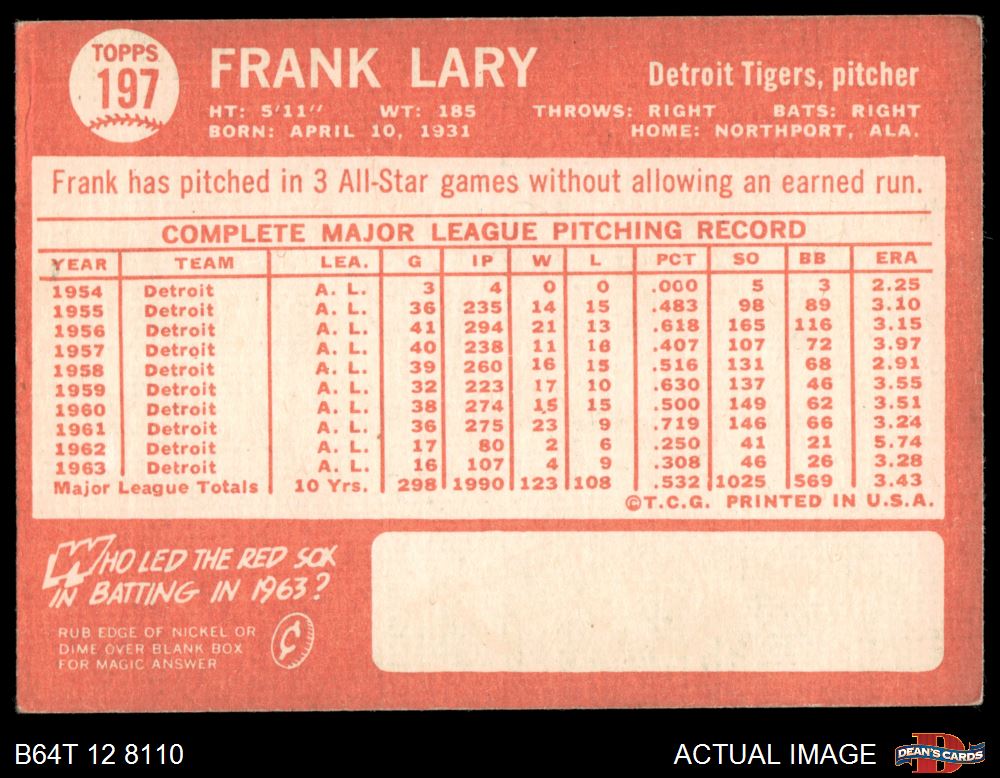 TOPPS
197
FRANK LARY
Detroit Tigers, pitcher
HT: 5'11" WT: 185 THROWS: RIGHT BATS: RIGHT
BORN: APRIL 10, 1931 HOME: NORTHPORT, ALA.
Frank has pitched in 3 All-Star games without allowing an earned run.
COMPLETE MAJOR LEAGUE PITCHING RECORD
YEAR TEAM LEA. G IP W L PCT SO BB ERA
1954 Detroit A. L. 3 4 0 0 .000 5 3 2.25
1955 Detroit A. L. 36 235 14 15 .483 98 89 3.10
1956 Detroit A. L. 41 294 21 13 .618 165 116 3.15
1957 Detroit A. L. 40 238 11 16 .407 107 72 3.97
1958 Detroit A. L. 39 260 16 15 .516 131 68 2.91
1959 Detroit A. L. 32 223 17 10 .630 137 46 3.55
1960 Detroit A. L. 38 274 15 15 .500 149 62 3.51
1961 Detroit A. L. 36 275 23 9 .719 146 66 3.24
1962 Detroit A. L. 17 80 2 6 .250 41 21 5.74
1963 Detroit A. L. 16 107 4 9 .308 46 26 3.28
Major League Totals 10 Yrs. 298 1990 123 108 .532 1025 569 3.43
©T.C.G. PRINTED IN U.S.A.
WHO LED THE RED SOX
IN BATTING IN 1963?
RUB EDGE OF NICKEL OR
DIME OVER BLANK BOX
FOR MAGIC ANSWER
¢
B64T 12 8110
ACTUAL IMAGE
D
DEAN'S CARDS